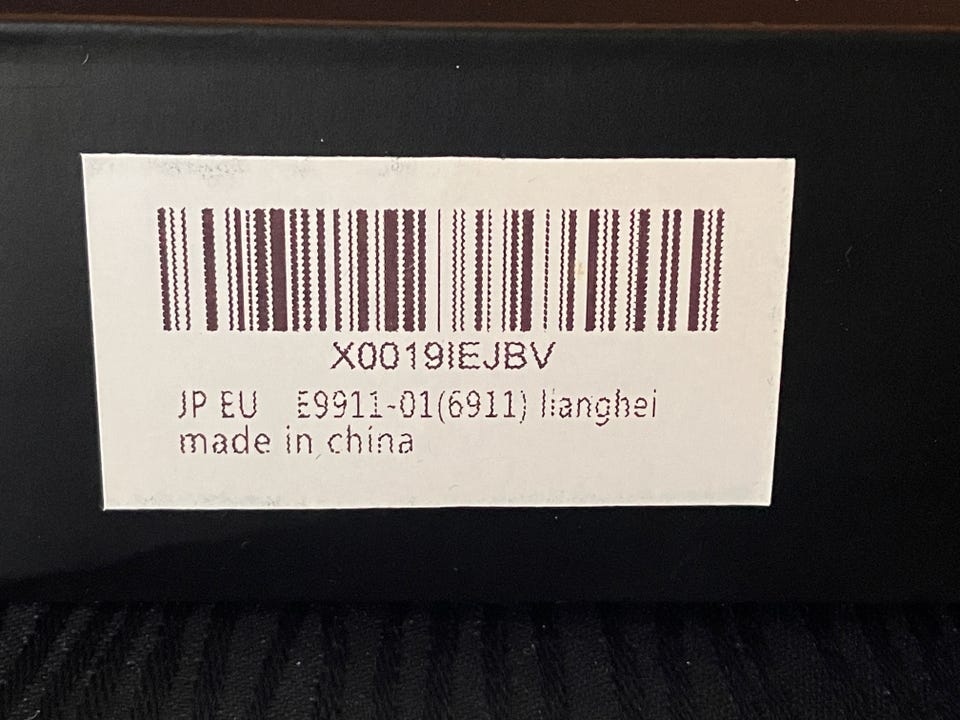 X0019IEJBV
JP EU E9911-01(6911) lianghei
made in china